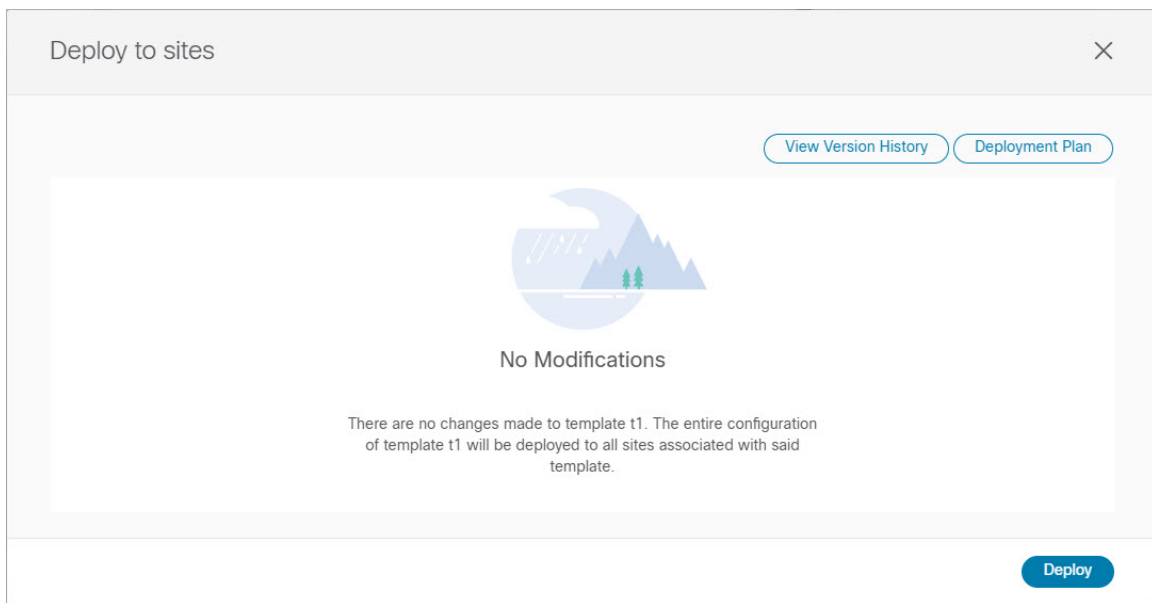 Deploy to sites
View Version History
Deployment Plan
No Modifications
There are no changes made to template t1. The entire configuration
of template t1 will be deployed to all sites associated with said
template.
Deploy